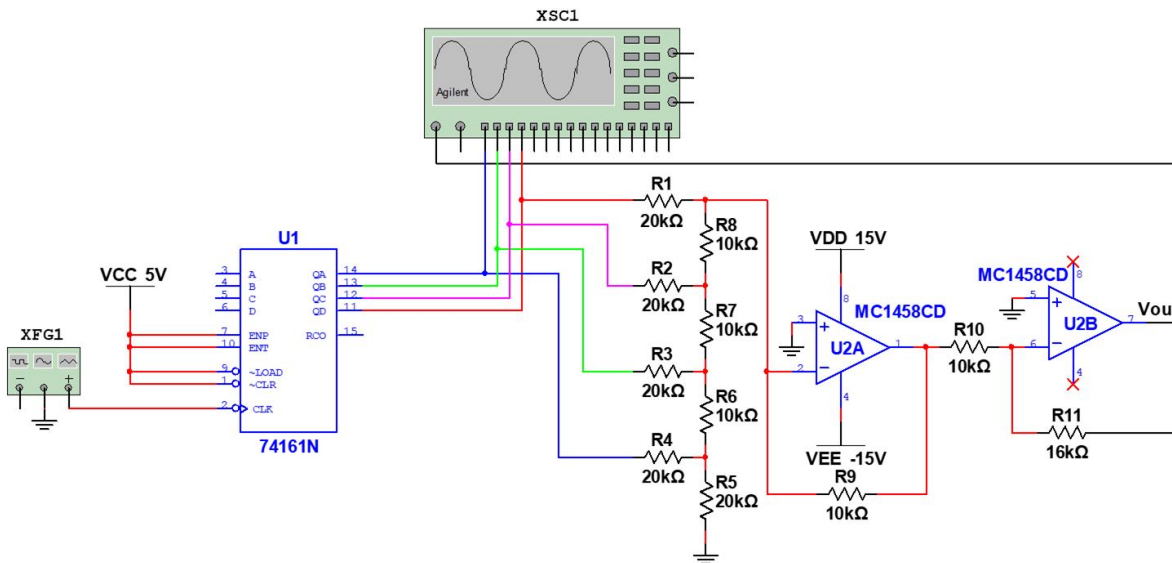 XSC1
Agilent
R1
20kΩ
R8
10kΩ
VDD 15V
U1
VCC 5V
3 A QA 14
4 B QB 13
5 C QC 12
6 D QD 11
7 ENP RCO 15
10 ENT
9 ~LOAD
1 ~CLR
2 CLK
74161N
XFG1
R2
20kΩ
R7
10kΩ
R3
20kΩ
R6
10kΩ
R4
20kΩ
R5
20kΩ
MC1458CD
8
3
2
U2A
1
4
VEE -15V
R9
10kΩ
R10
10kΩ
MC1458CD
8
5
6
U2B
7
4
Vou
R11
16kΩ